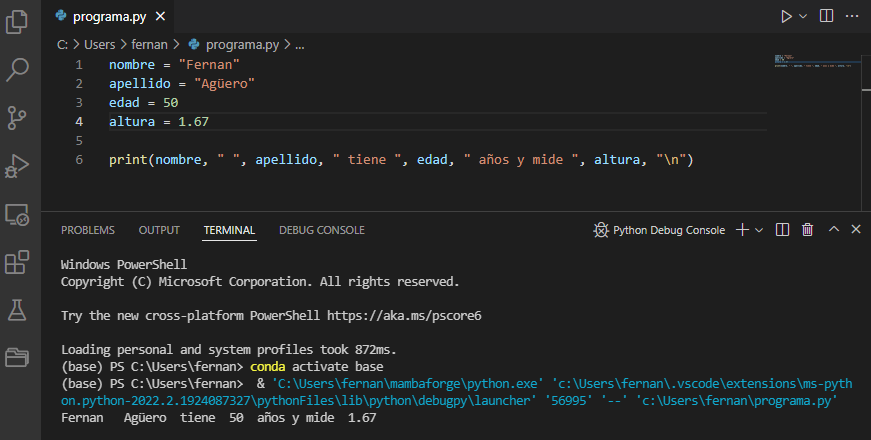 programa.py
C: > Users > fernan > programa.py > ...
1 nombre = "Fernan"
2 apellido = "Agüero"
3 edad = 50
4 altura = 1.67
5
6 print(nombre, " ", apellido, " tiene ", edad, " años y mide ", altura, "\n")
PROBLEMS OUTPUT TERMINAL DEBUG CONSOLE Python Debug Console
Windows PowerShell
Copyright (C) Microsoft Corporation. All rights reserved.
Try the new cross-platform PowerShell https://aka.ms/pscore6
Loading personal and system profiles took 872ms.
(base) PS C:\Users\fernan> conda activate base
(base) PS C:\Users\fernan>  & 'C:\Users\fernan\mambaforge\python.exe' 'c:\Users\fernan\.vscode\extensions\ms-pyth
on.python-2022.2.1924087327\pythonFiles\lib\python\debugpy\launcher' '56995' '--' 'c:\Users\fernan\programa.py'
Fernan   Agüero  tiene  50  años y mide  1.67